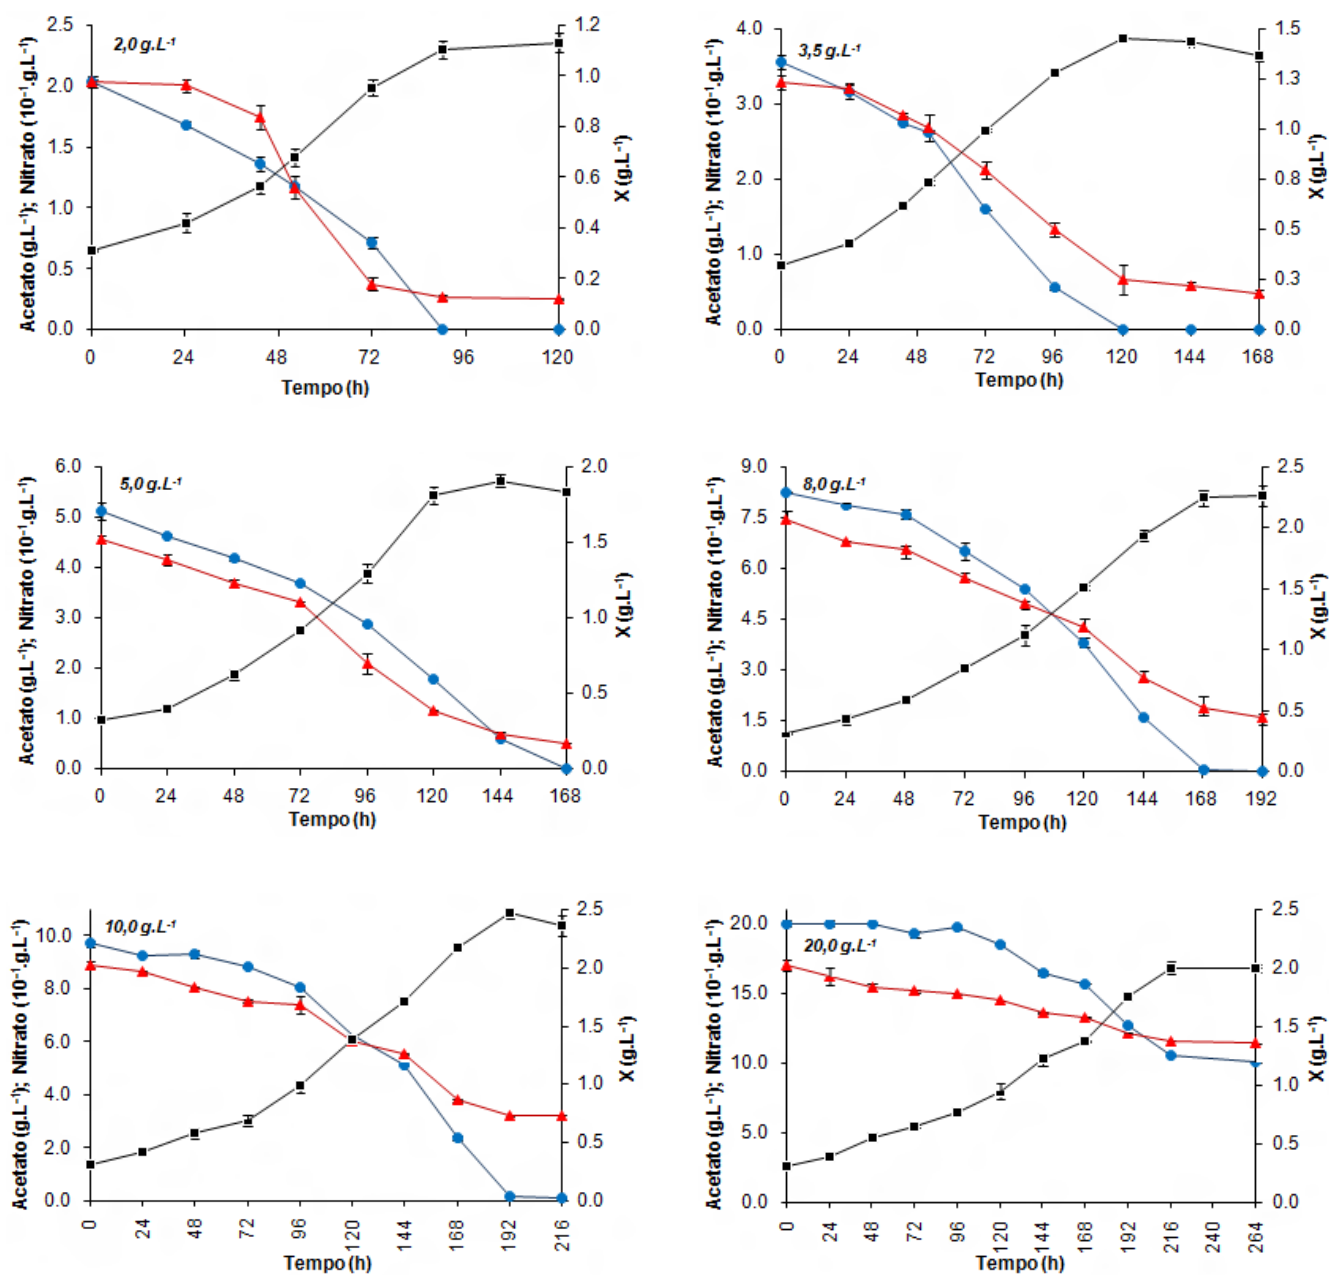 2,0 g.L⁻¹
Acetato (g.L⁻¹); Nitrato (10⁻¹.g.L⁻¹)
2.5
2.0
1.5
1.0
0.5
0.0
1.2
1.0
0.8
0.6
0.4
0.2
0.0
X (g.L⁻¹)
0 24 48 72 96 120
Tempo (h)
3,5 g.L⁻¹
Acetato (g.L⁻¹); Nitrato (10⁻¹.g.L⁻¹)
4.0
3.0
2.0
1.0
0.0
1.5
1.3
1.0
0.8
0.5
0.3
0.0
X (g.L⁻¹)
0 24 48 72 96 120 144 168
Tempo (h)
5,0 g.L⁻¹
Acetato (g.L⁻¹); Nitrato (10⁻¹.g.L⁻¹)
6.0
5.0
4.0
3.0
2.0
1.0
0.0
2.0
1.5
1.0
0.5
0.0
X (g.L⁻¹)
0 24 48 72 96 120 144 168
Tempo (h)
8,0 g.L⁻¹
Acetato (g.L⁻¹); Nitrato (10⁻¹.g.L⁻¹)
9.0
7.5
6.0
4.5
3.0
1.5
0.0
2.5
2.0
1.5
1.0
0.5
0.0
X (g.L⁻¹)
0 24 48 72 96 120 144 168 192
Tempo (h)
10,0 g.L⁻¹
Acetato (g.L⁻¹); Nitrato (10⁻¹.g.L⁻¹)
10.0
8.0
6.0
4.0
2.0
0.0
2.5
2.0
1.5
1.0
0.5
0.0
X (g.L⁻¹)
0 24 48 72 96 120 144 168 192 216
Tempo (h)
20,0 g.L⁻¹
Acetato (g.L⁻¹); Nitrato (10⁻¹.g.L⁻¹)
20.0
15.0
10.0
5.0
0.0
2.5
2.0
1.5
1.0
0.5
0.0
X (g.L⁻¹)
0 24 48 72 96 120 144 168 192 216 240 264
Tempo (h)